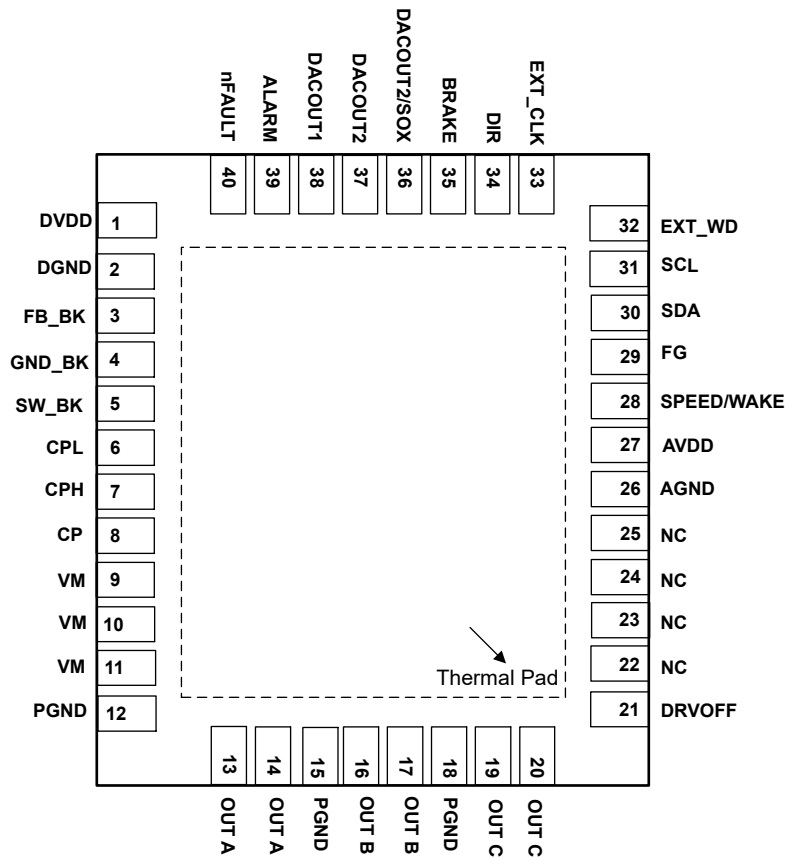 nFAULT
ALARM
DACOUT1
DACOUT2
DACOUT2/SOX
BRAKE
DIR
EXT_CLK
40
39
38
37
36
35
34
33
DVDD 1
DGND 2
FB_BK 3
GND_BK 4
SW_BK 5
CPL 6
CPH 7
CP 8
VM 9
VM 10
VM 11
PGND 12
32 EXT_WD
31 SCL
30 SDA
29 FG
28 SPEED/WAKE
27 AVDD
26 AGND
25 NC
24 NC
23 NC
22 NC
21 DRVOFF
Thermal Pad
13
14
15
16
17
18
19
20
OUT A
OUT A
PGND
OUT B
OUT B
PGND
OUT C
OUT C